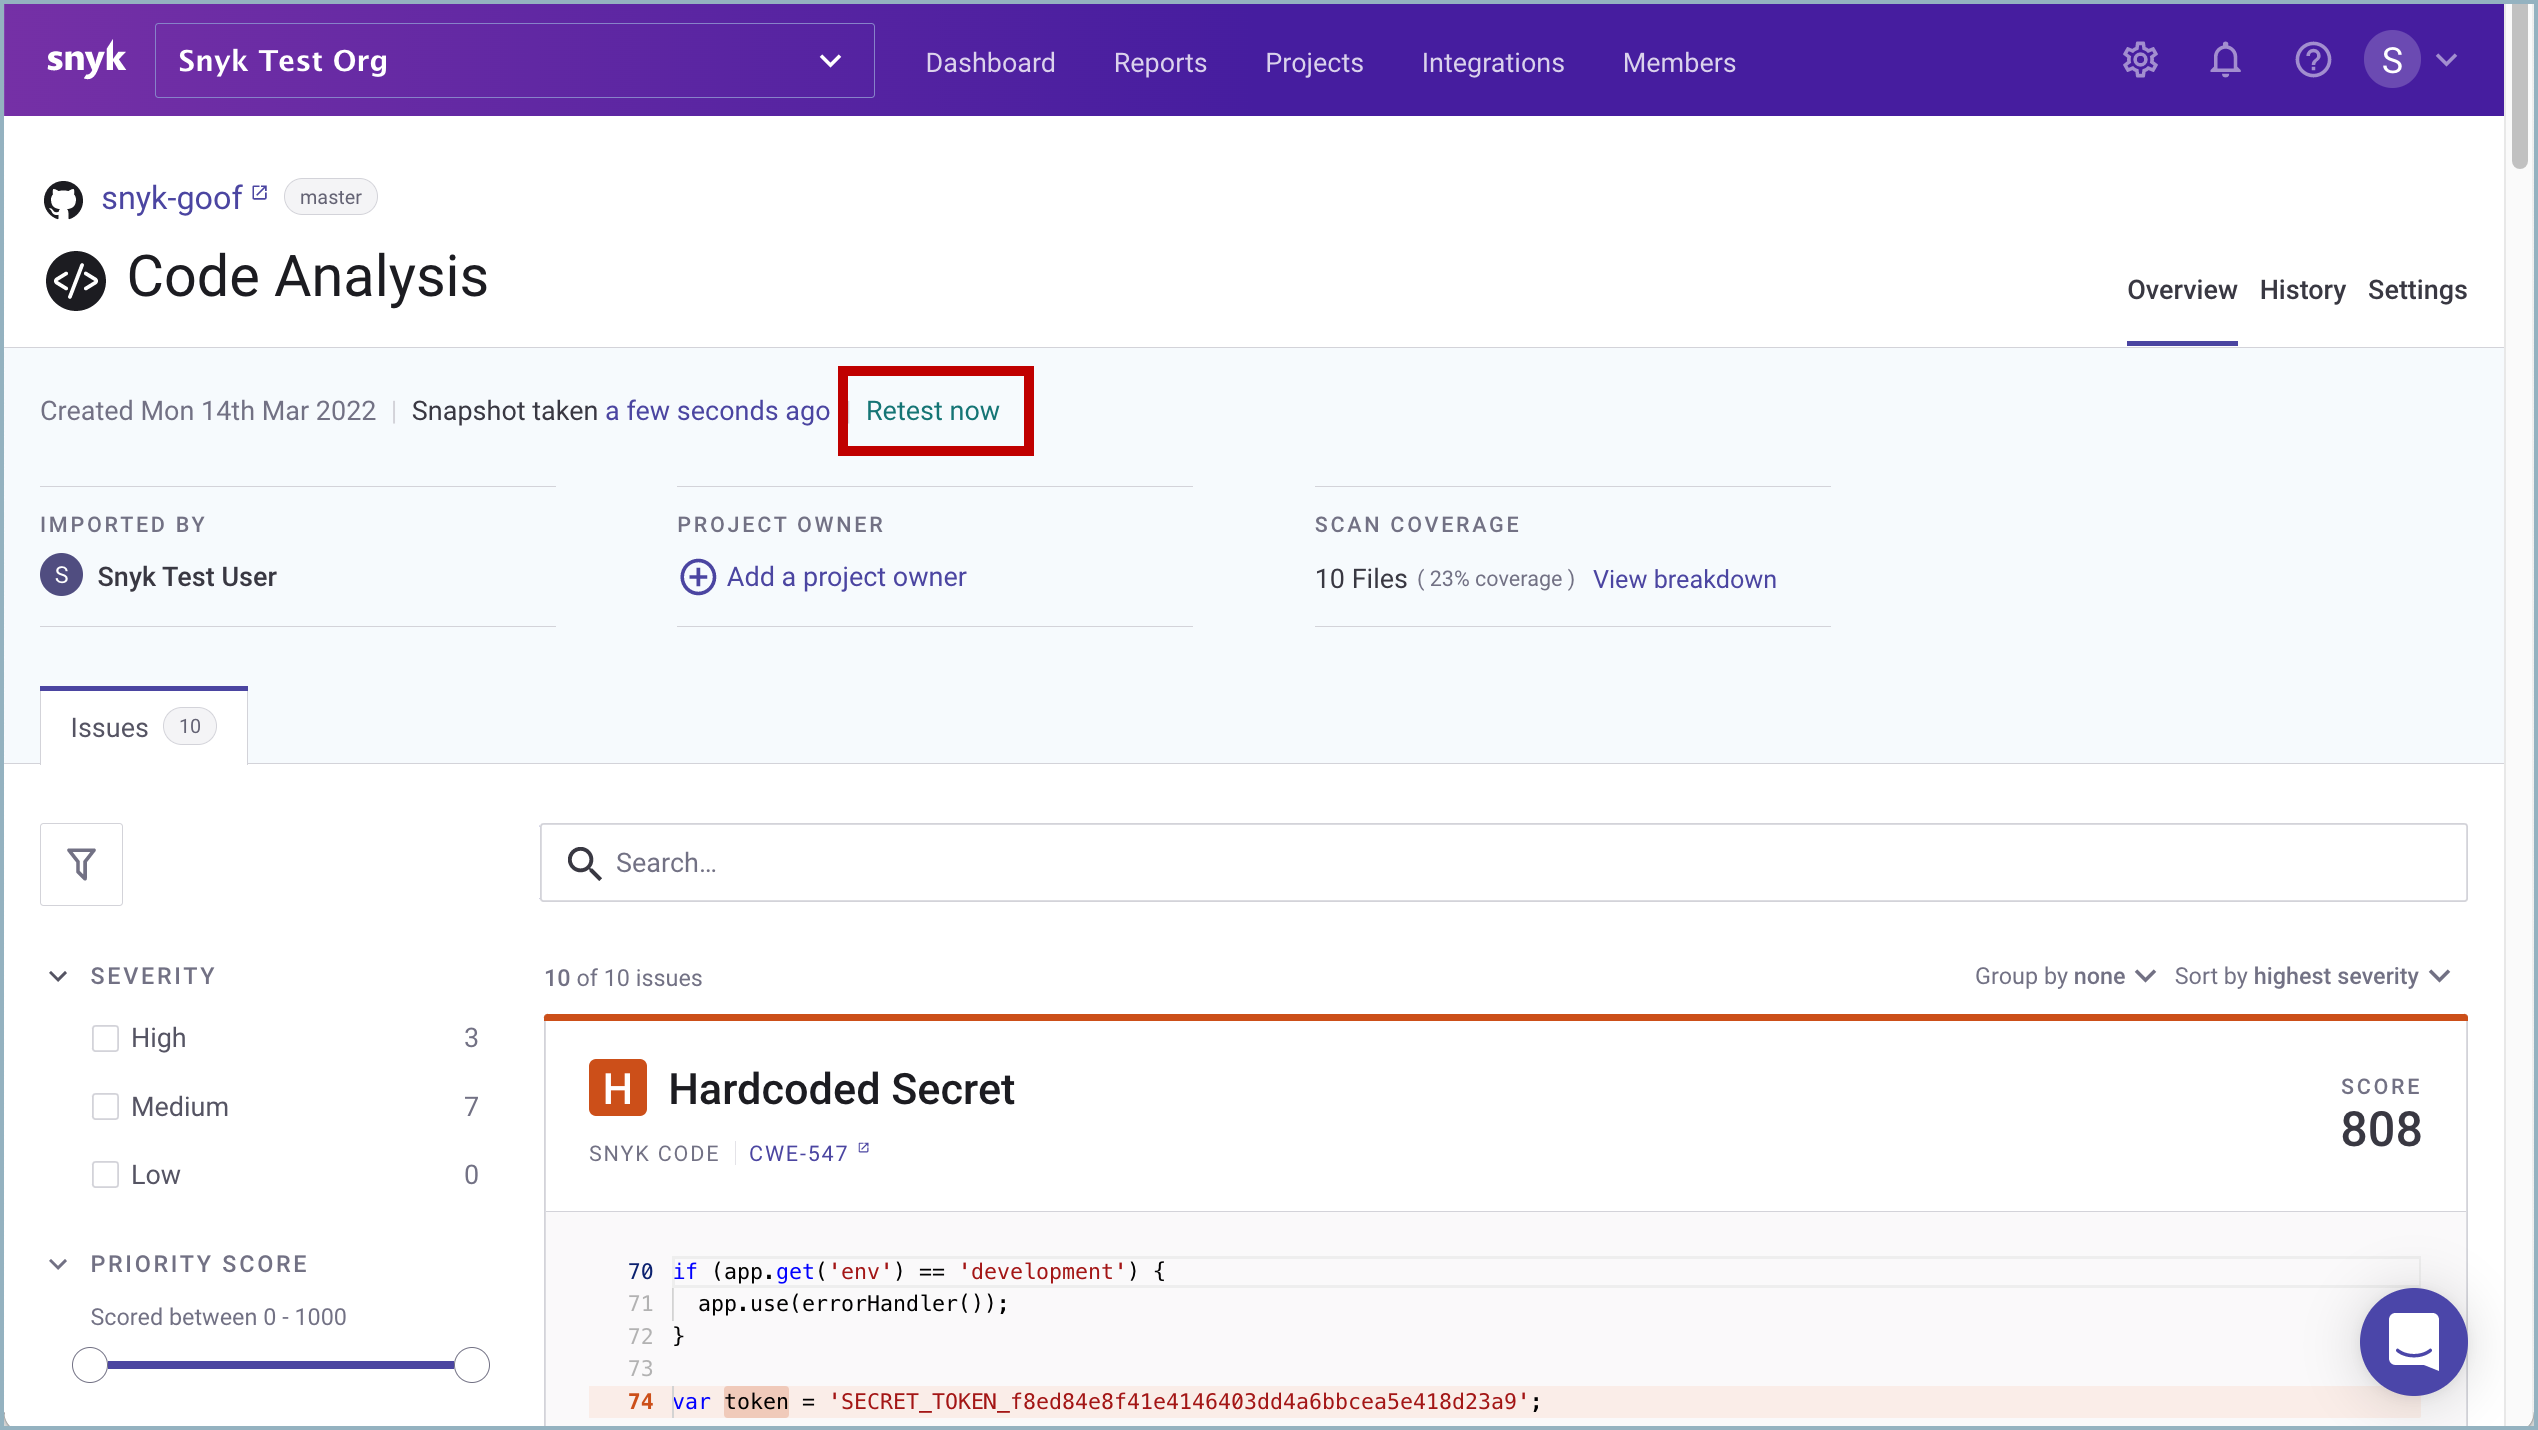 snyk Snyk Test Org Dashboard Reports Projects Integrations Members S
snyk-goof master
Code Analysis
Overview History Settings
Created Mon 14th Mar 2022 | Snapshot taken a few seconds ago | Retest now
IMPORTED BY PROJECT OWNER SCAN COVERAGE
S Snyk Test User Add a project owner 10 Files ( 23% coverage ) View breakdown
Issues 10
Search...
SEVERITY
High 3
Medium 7
Low 0
PRIORITY SCORE
Scored between 0 - 1000
10 of 10 issues Group by none Sort by highest severity
H Hardcoded Secret
SCORE
808
SNYK CODE | CWE-547
70 if (app.get('env') == 'development') {
71 app.use(errorHandler());
72 }
73
74 var token = 'SECRET_TOKEN_f8ed84e8f41e4146403dd4a6bbcea5e418d23a9';